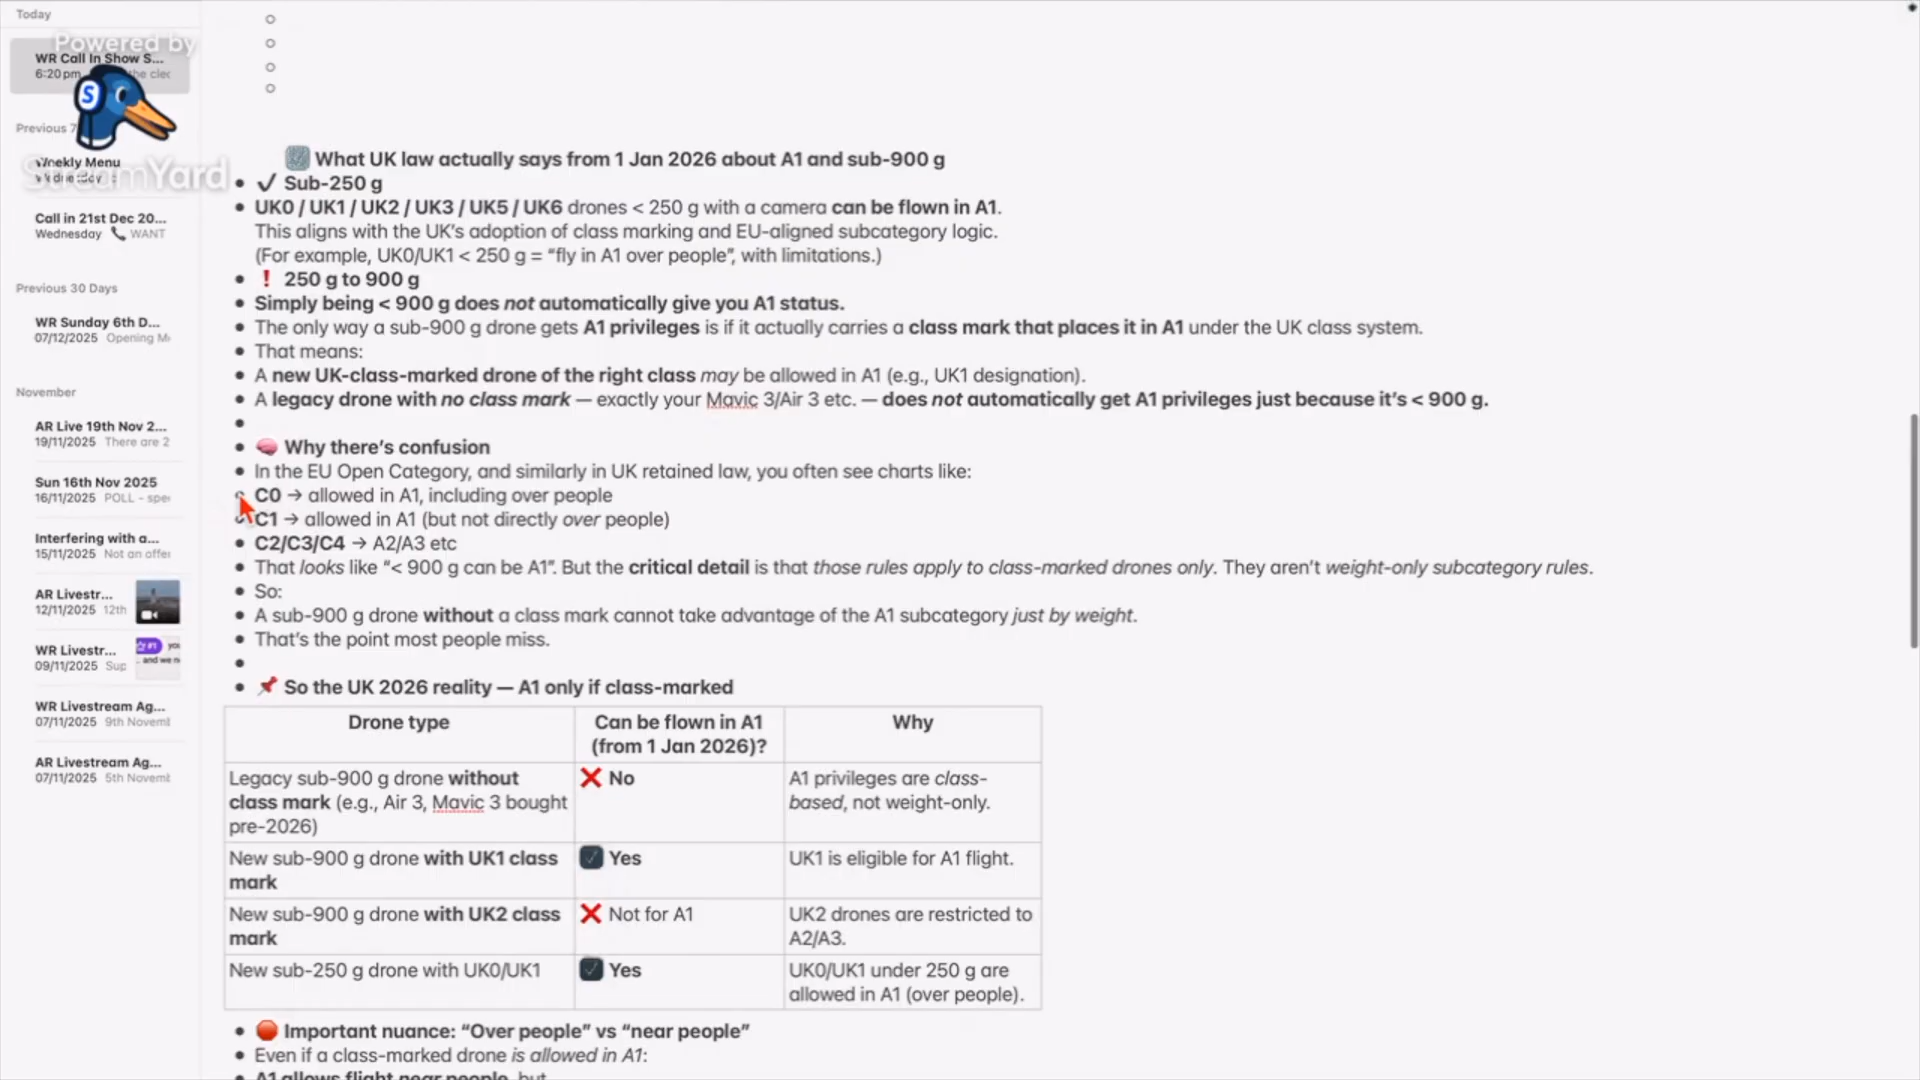 Today
Powered by
WR Call In Show S...
6:20 pm the clec
Previous 7
Weekly Menu
Wednesday
StreamYard
Call in 21st Dec 20...
Wednesday 📞 WANT
Previous 30 Days
WR Sunday 6th D...
07/12/2025 Opening Mo
November
AR Live 19th Nov 2...
19/11/2025 There are 2
Sun 16th Nov 2025
16/11/2025 POLL - spe
Interfering with a...
15/11/2025 Not an offe
AR Livestr...
12/11/2025 12th
WR Livestr...
09/11/2025 Sup
WR Livestream Ag...
07/11/2025 9th Novemb
AR Livestream Ag...
07/11/2025 5th Novemb
What UK law actually says from 1 Jan 2026 about A1 and sub-900 g
✓ Sub-250 g
UK0 / UK1 / UK2 / UK3 / UK5 / UK6 drones < 250 g with a camera can be flown in A1.
This aligns with the UK’s adoption of class marking and EU-aligned subcategory logic.
(For example, UK0/UK1 < 250 g = “fly in A1 over people”, with limitations.)
❗ 250 g to 900 g
Simply being < 900 g does not automatically give you A1 status.
The only way a sub-900 g drone gets A1 privileges is if it actually carries a class mark that places it in A1 under the UK class system.
That means:
A new UK-class-marked drone of the right class may be allowed in A1 (e.g., UK1 designation).
A legacy drone with no class mark — exactly your Mavic 3/Air 3 etc. — does not automatically get A1 privileges just because it’s < 900 g.
🧠 Why there’s confusion
In the EU Open Category, and similarly in UK retained law, you often see charts like:
C0 → allowed in A1, including over people
C1 → allowed in A1 (but not directly over people)
C2/C3/C4 → A2/A3 etc
That looks like “< 900 g can be A1”. But the critical detail is that those rules apply to class-marked drones only. They aren’t weight-only subcategory rules.
So:
A sub-900 g drone without a class mark cannot take advantage of the A1 subcategory just by weight.
That’s the point most people miss.
📌 So the UK 2026 reality — A1 only if class-marked
Drone type
Can be flown in A1
(from 1 Jan 2026)?
Why
Legacy sub-900 g drone without
class mark (e.g., Air 3, Mavic 3 bought
pre-2026)
❌ No
A1 privileges are class-
based, not weight-only.
New sub-900 g drone with UK1 class
mark
Yes
UK1 is eligible for A1 flight.
New sub-900 g drone with UK2 class
mark
❌ Not for A1
UK2 drones are restricted to
A2/A3.
New sub-250 g drone with UK0/UK1
Yes
UK0/UK1 under 250 g are
allowed in A1 (over people).
🛑 Important nuance: “Over people” vs “near people”
Even if a class-marked drone is allowed in A1:
A1 allows flight near people, but